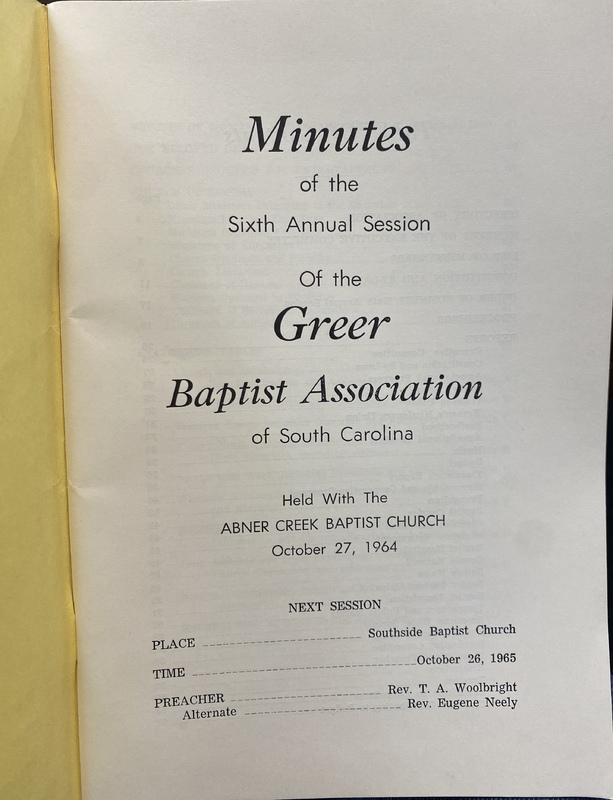 Minutes
of the
Sixth Annual Session
Of the
Greer
Baptist Association
of South Carolina
Held With The
ABNER CREEK BAPTIST CHURCH
October 27, 1964
NEXT SESSION
PLACE Southside Baptist Church
TIME October 26, 1965
PREACHER Rev. T. A. Woolbright
Alternate Rev. Eugene Neely